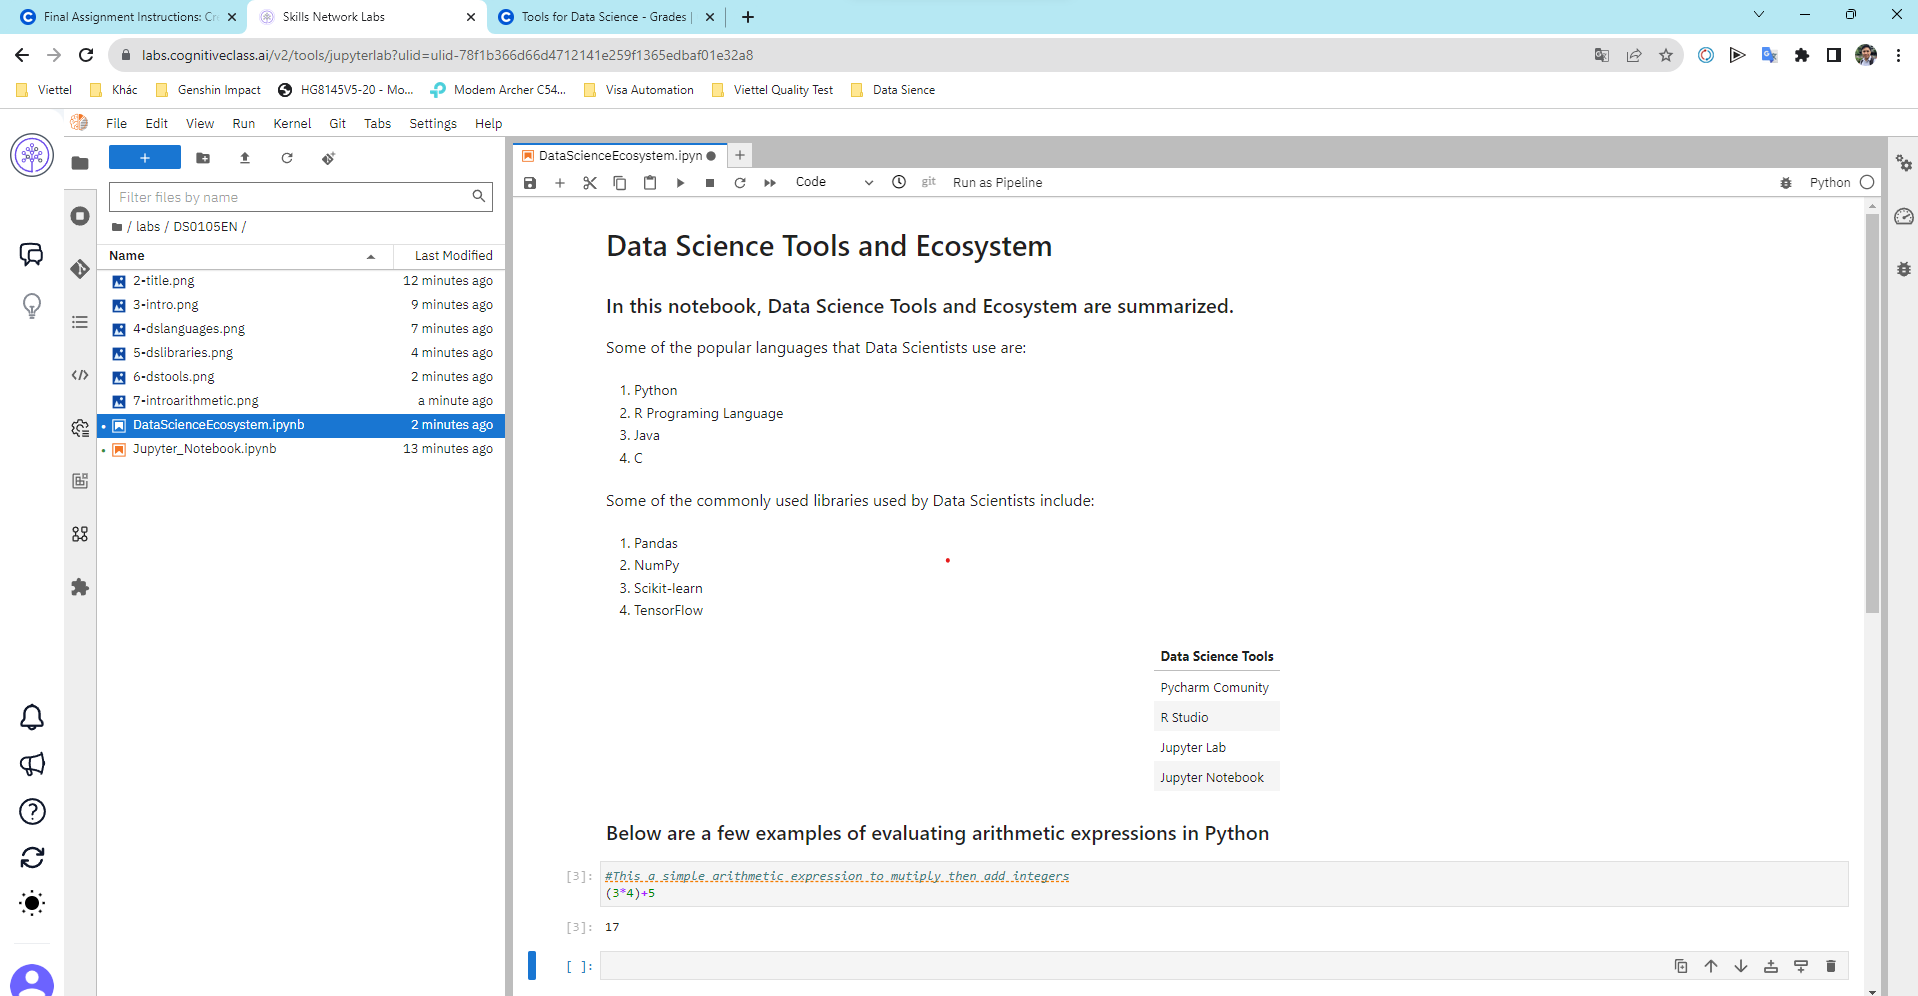 Final Assignment Instructions: Cr
Skills Network Labs
Tools for Data Science - Grades |
labs.cognitiveclass.ai/v2/tools/jupyterlab?ulid=ulid-78f1b366d66d4712141e259f1365edbaf01e32a8
Viettel
Khác
Genshin Impact
HG8145V5-20 - Mo...
Modem Archer C54...
Visa Automation
Viettel Quality Test
Data Sience
File Edit View Run Kernel Git Tabs Settings Help
Filter files by name
/ labs / DS0105EN /
Name Last Modified
2-title.png 12 minutes ago
3-intro.png 9 minutes ago
4-dslanguages.png 7 minutes ago
5-dslibraries.png 4 minutes ago
6-dstools.png 2 minutes ago
7-introarithmetic.png a minute ago
DataScienceEcosystem.ipynb 2 minutes ago
Jupyter_Notebook.ipynb 13 minutes ago
DataScienceEcosystem.ipyn
Code git Run as Pipeline Python
Data Science Tools and Ecosystem
In this notebook, Data Science Tools and Ecosystem are summarized.
Some of the popular languages that Data Scientists use are:
1. Python
2. R Programing Language
3. Java
4. C
Some of the commonly used libraries used by Data Scientists include:
1. Pandas
2. NumPy
3. Scikit-learn
4. TensorFlow
Data Science Tools
Pycharm Comunity
R Studio
Jupyter Lab
Jupyter Notebook
Below are a few examples of evaluating arithmetic expressions in Python
[3]: #This a simple arithmetic expression to mutiply then add integers
(3*4)+5
[3]: 17
[ ]: